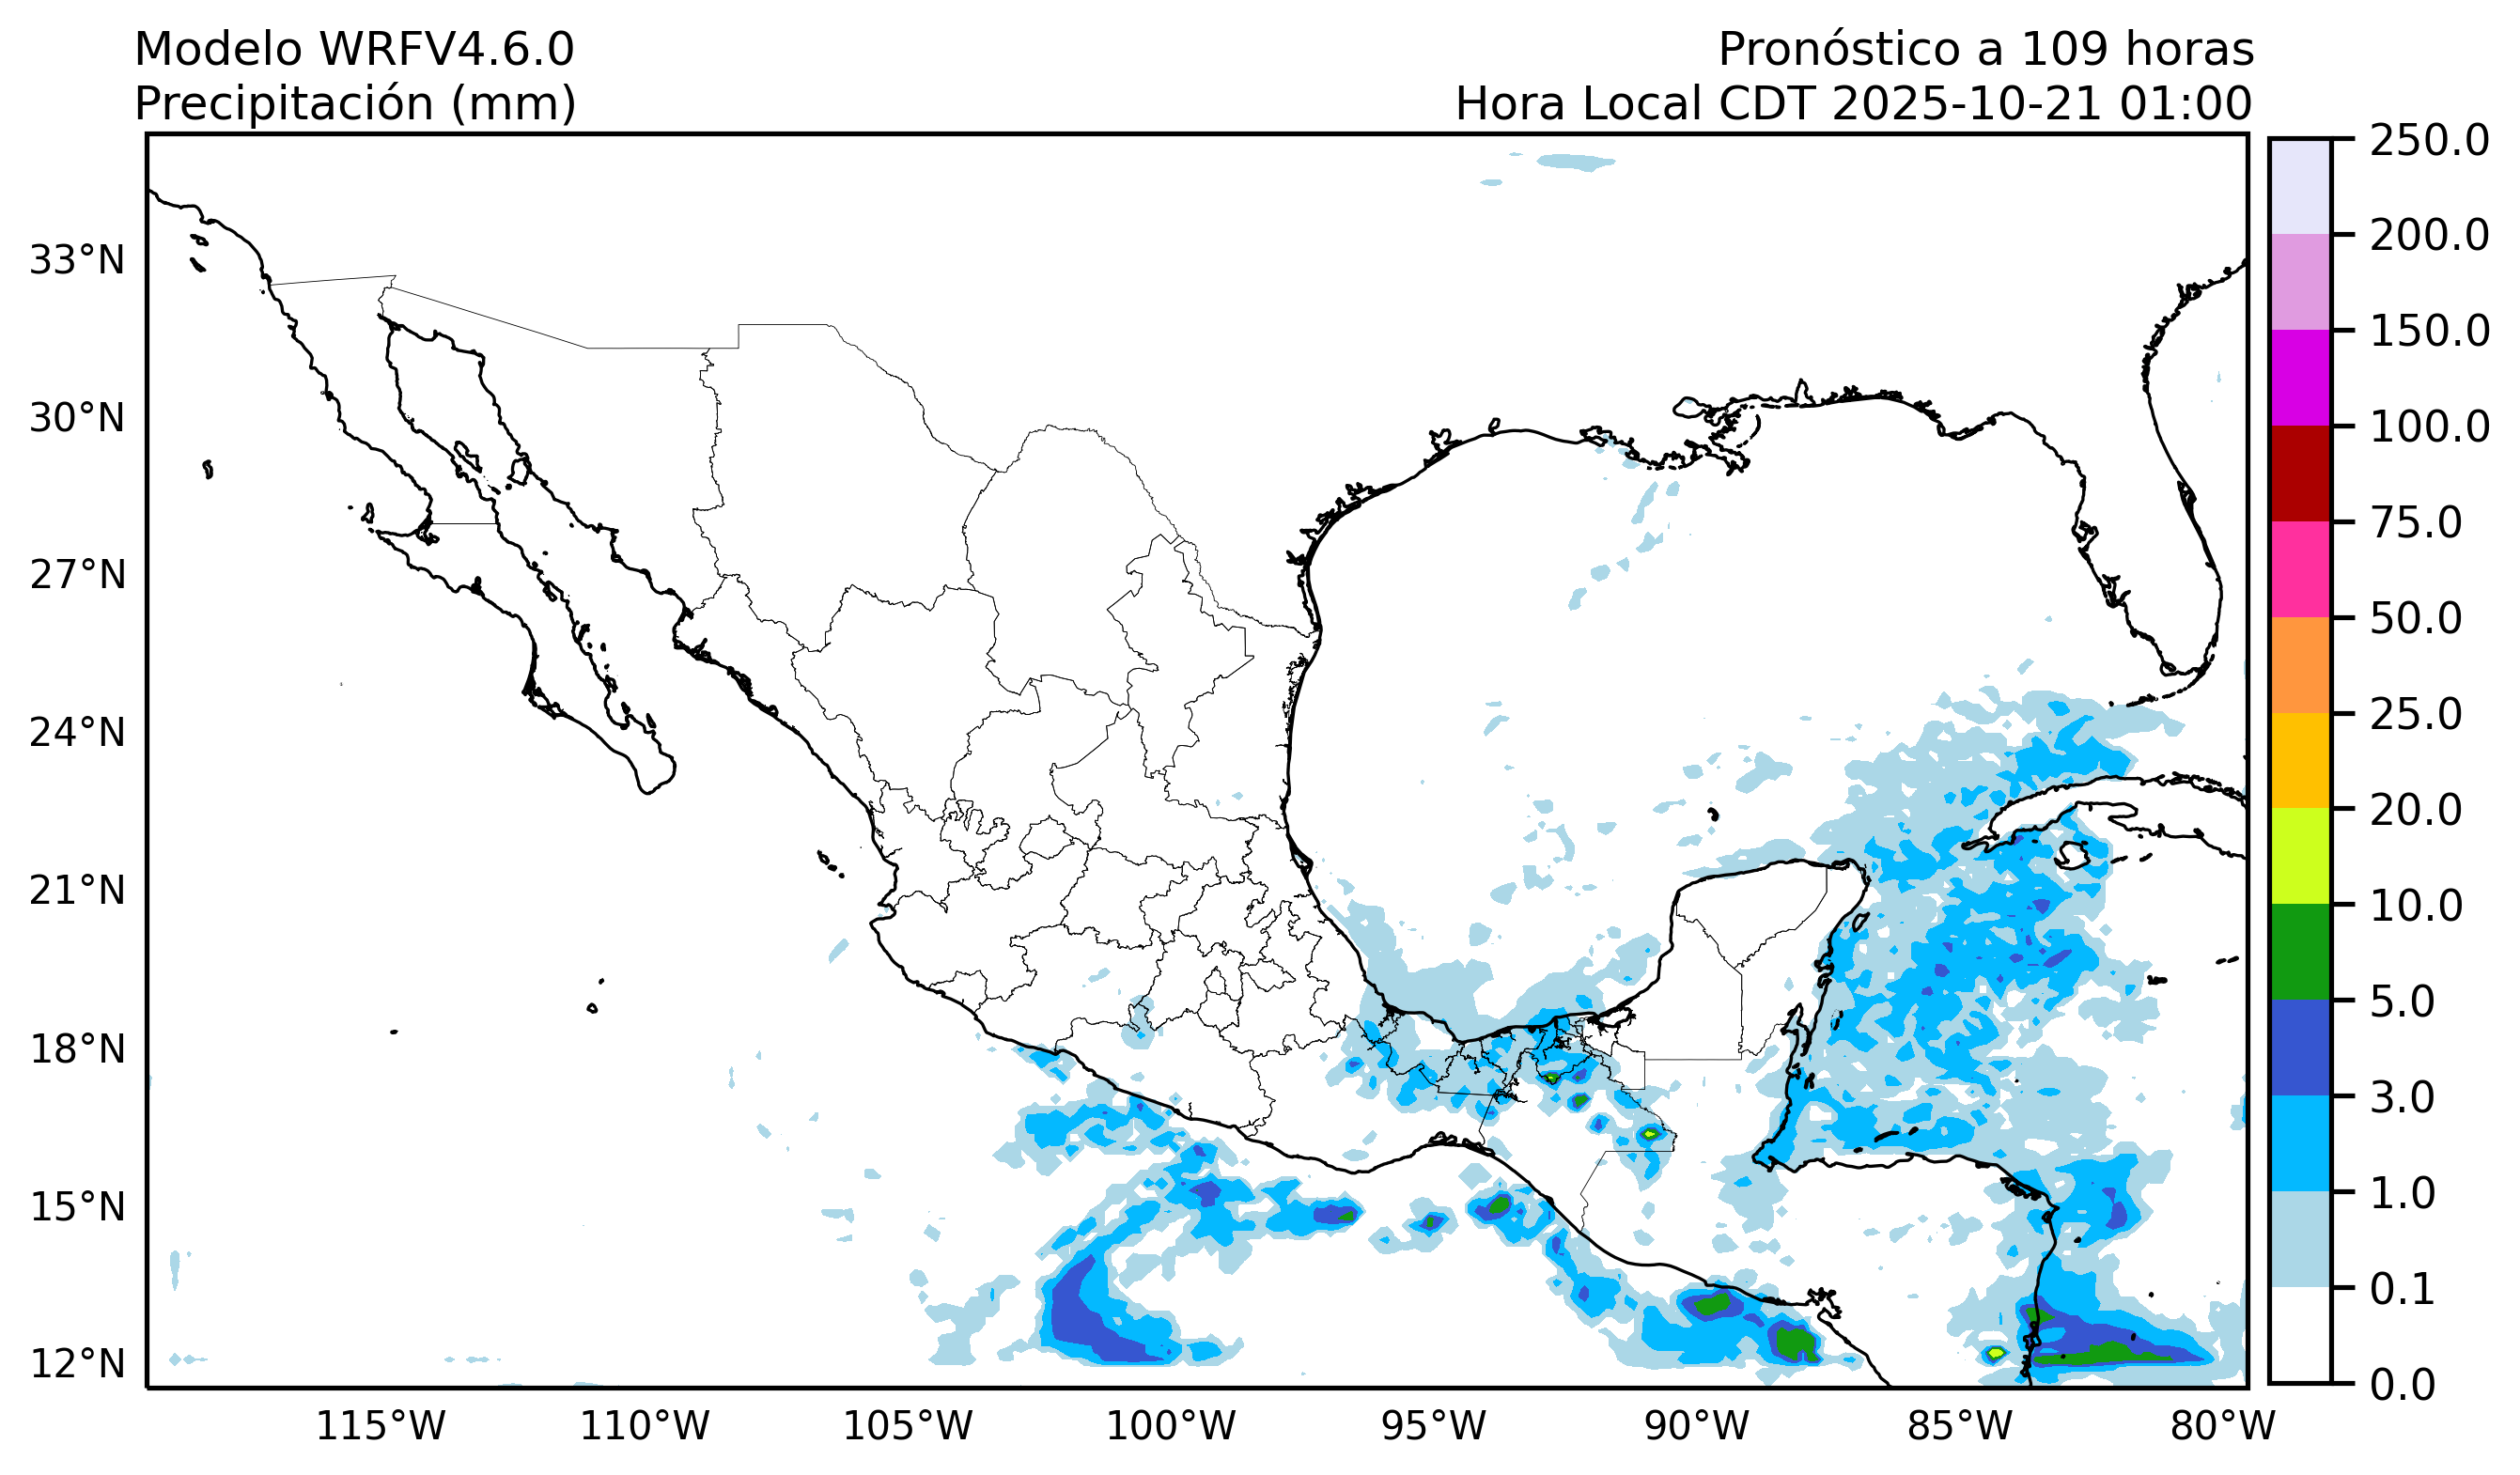 Modelo WRFV4.6.0
Precipitación (mm)
Pronóstico a 109 horas
Hora Local CDT 2025-10-21 01:00
33°N
30°N
27°N
24°N
21°N
18°N
15°N
12°N
115°W
110°W
105°W
100°W
95°W
90°W
85°W
80°W
250.0
200.0
150.0
100.0
75.0
50.0
25.0
20.0
10.0
5.0
3.0
1.0
0.1
0.0